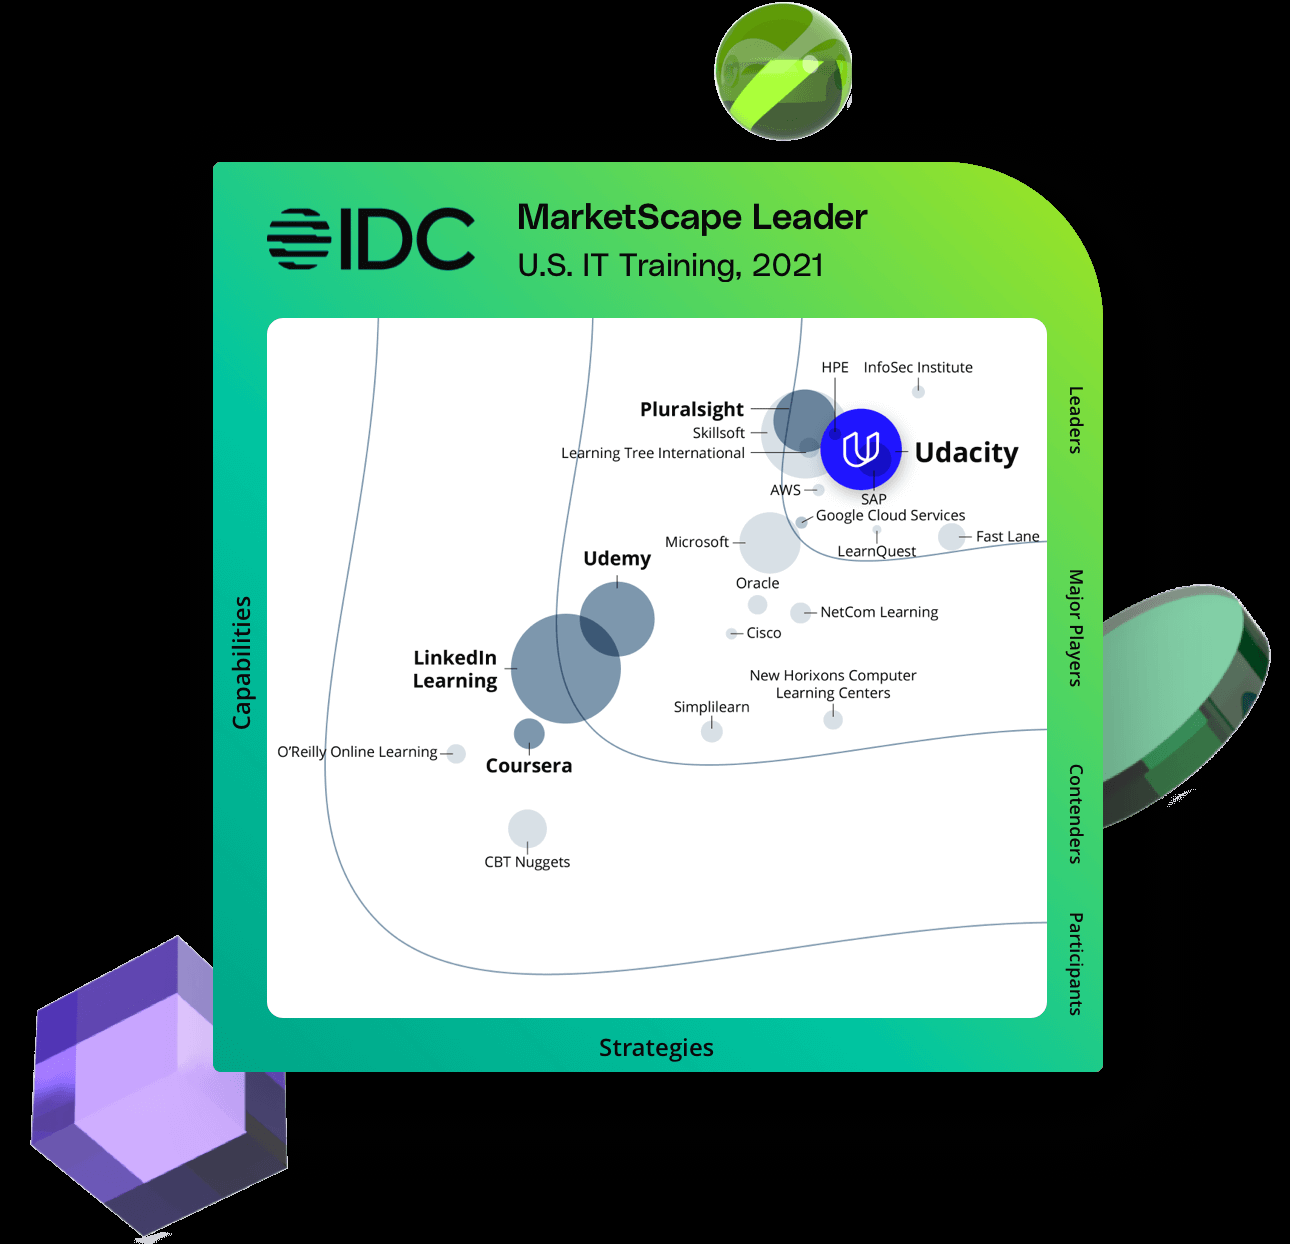 IDC
MarketScape Leader
U.S. IT Training, 2021
HPE
InfoSec Institute
Pluralsight
Skillsoft
Learning Tree International
Udacity
AWS
SAP
Google Cloud Services
Microsoft
LearnQuest
Fast Lane
Udemy
Oracle
NetCom Learning
Cisco
LinkedIn
Learning
New Horixons Computer
Learning Centers
Simplilearn
O'Reilly Online Learning
Coursera
CBT Nuggets
Capabilities
Strategies
Leaders
Major Players
Contenders
Participants